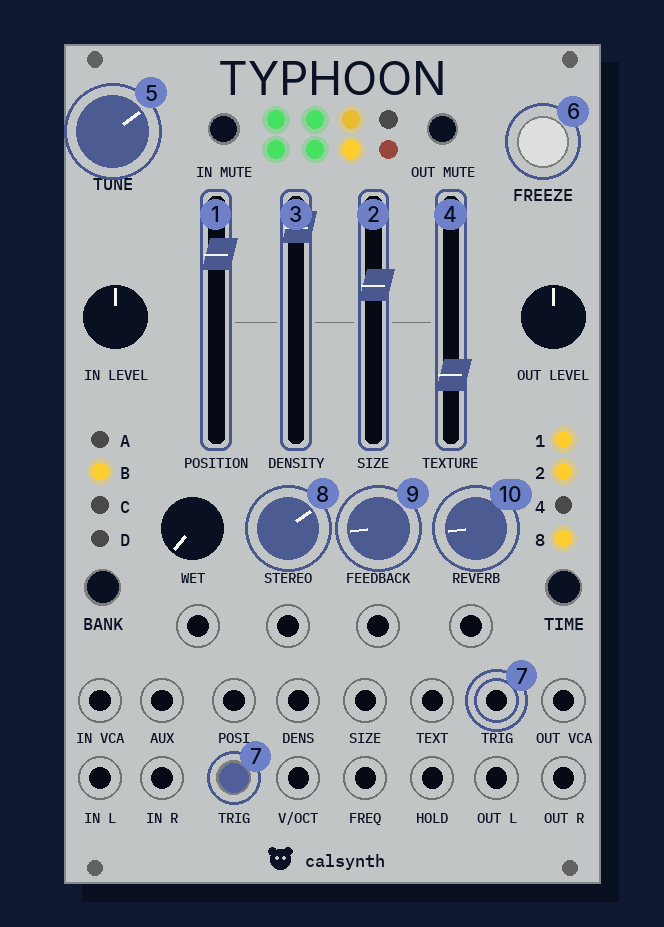 TYPHOON
5
6
TUNE
IN MUTE
OUT MUTE
FREEZE
1
3
2
4
IN LEVEL
OUT LEVEL
A
B
C
D
1
2
4
8
POSITION
DENSITY
SIZE
TEXTURE
8
9
10
WET
STEREO
FEEDBACK
REVERB
BANK
TIME
7
IN VCA
AUX
POSI
DENS
SIZE
TEXT
TRIG
OUT VCA
7
IN L
IN R
TRIG
V/OCT
FREQ
HOLD
OUT L
OUT R
calsynth